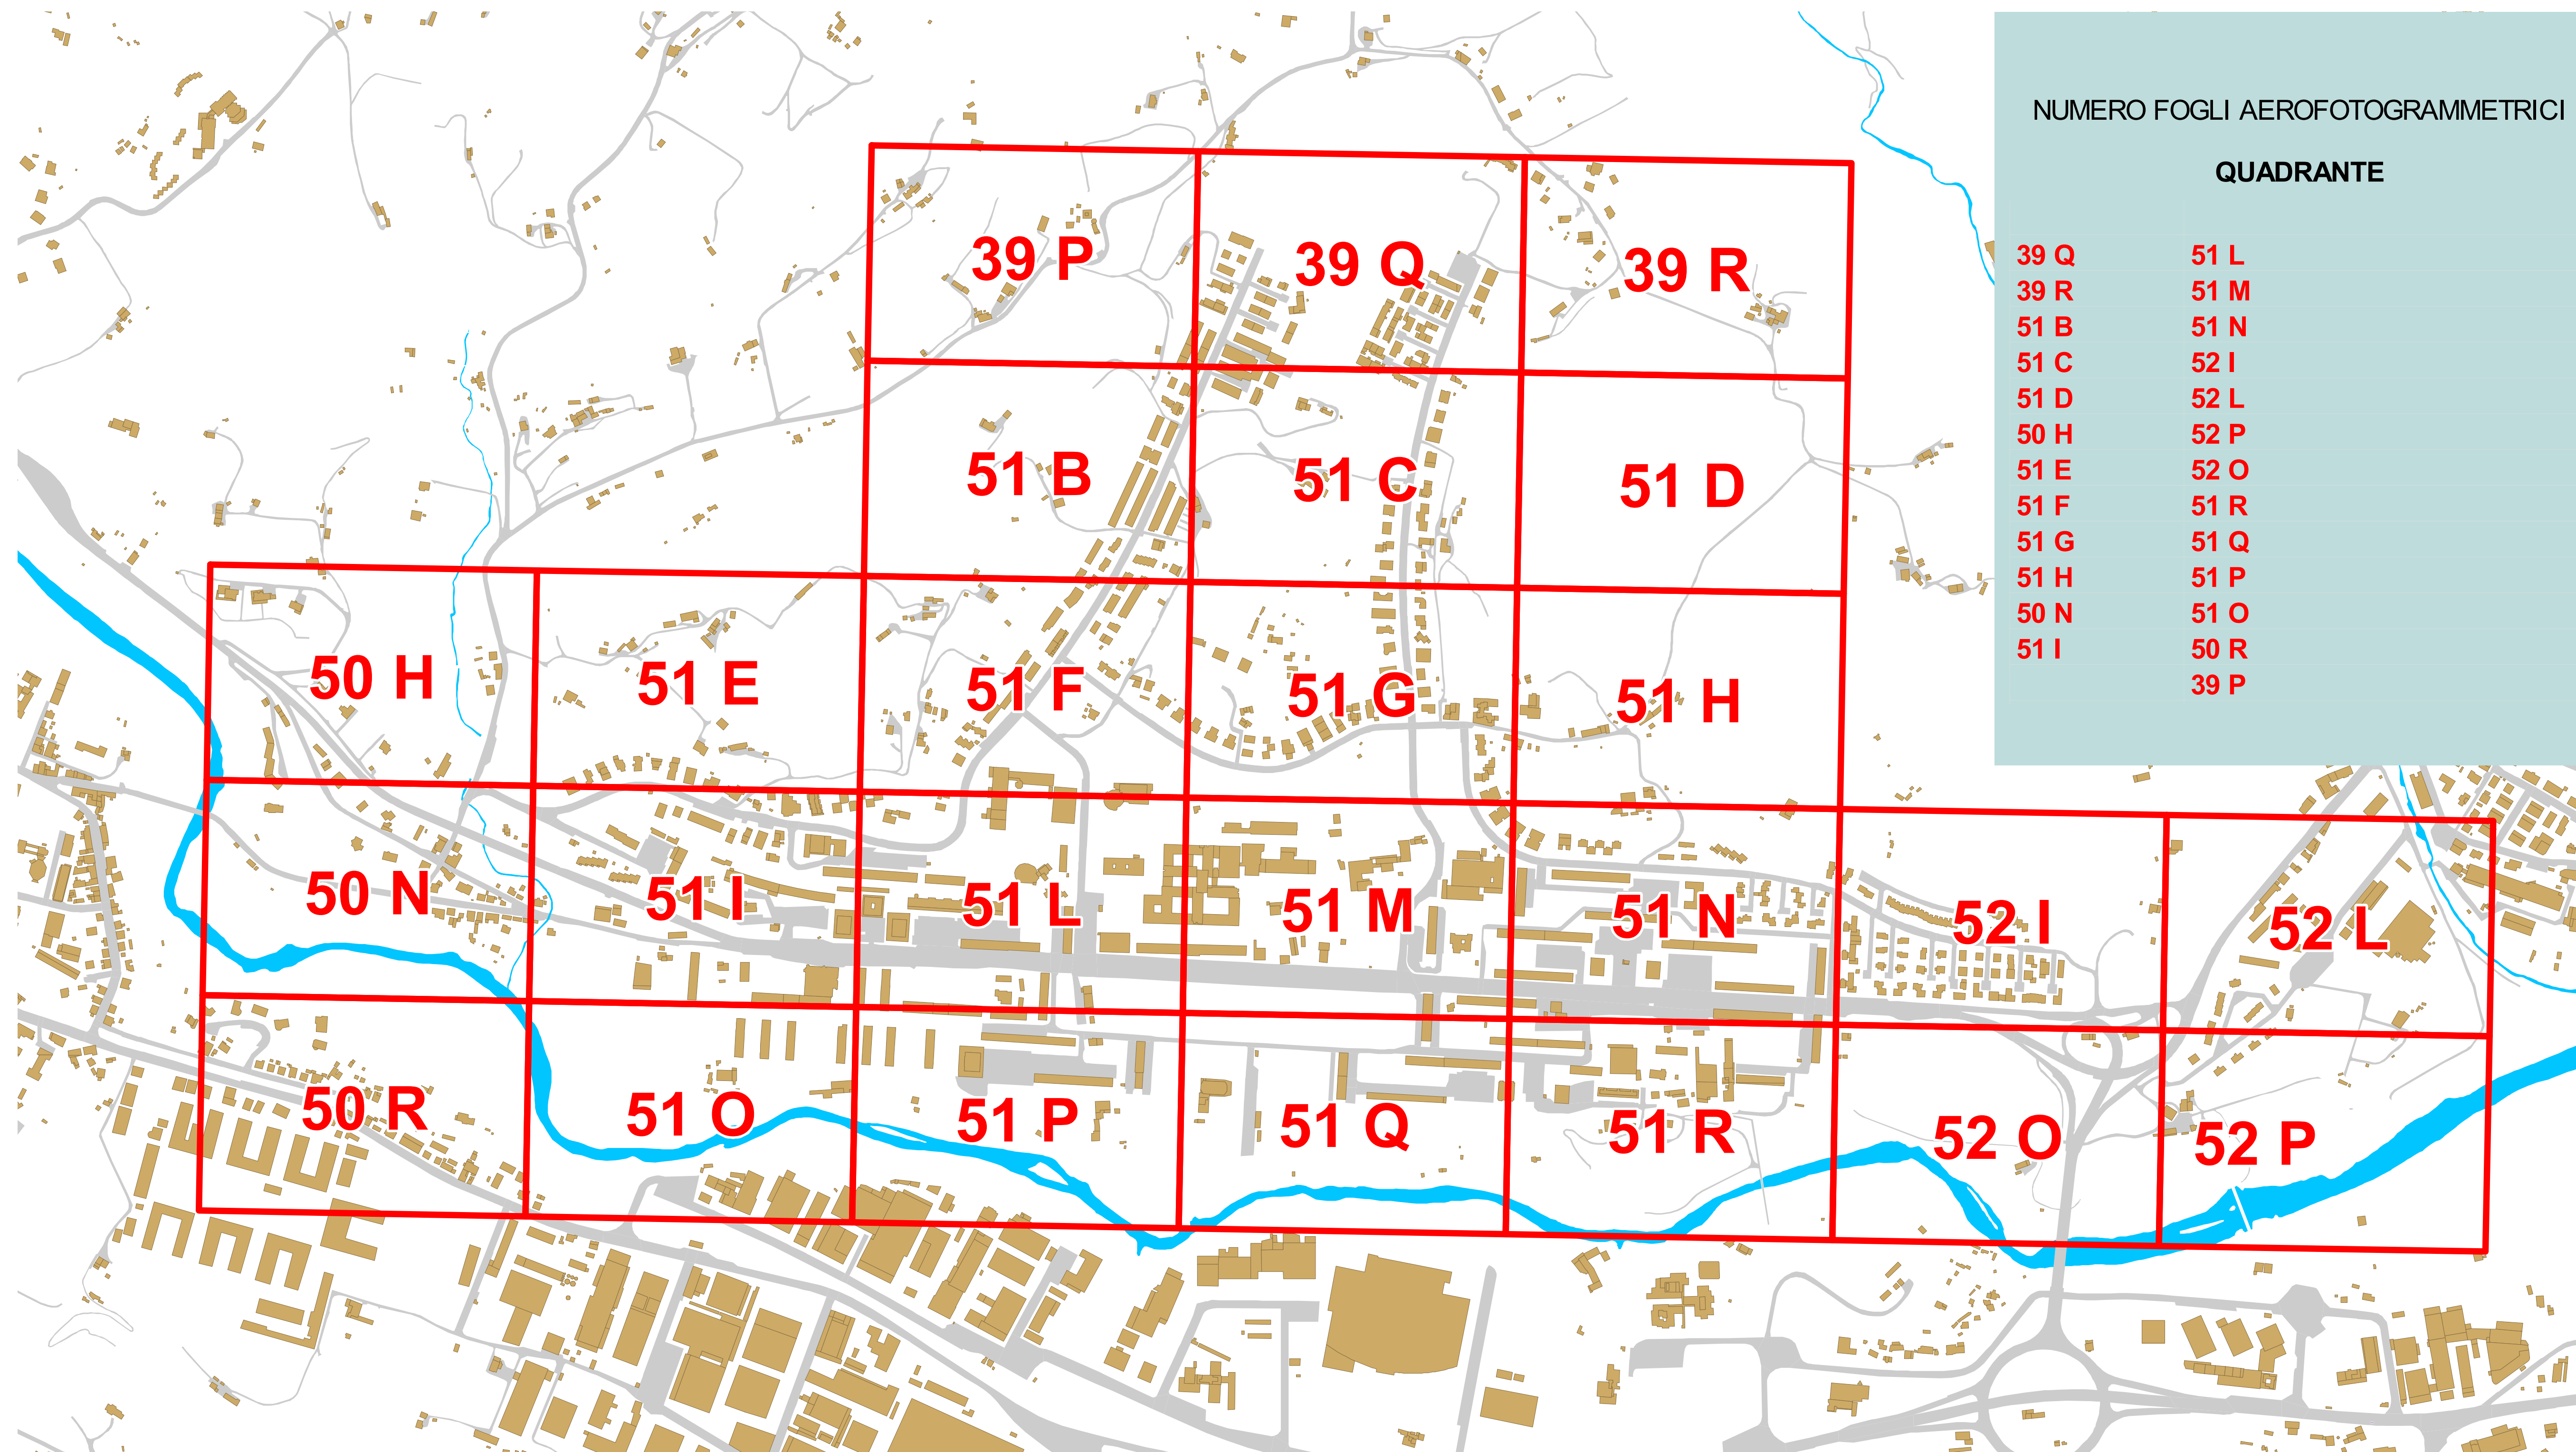 NUMERO FOGLI AEROFOTOGRAMMETRICI
QUADRANTE
39 Q 51 L
39 R 51 M
51 B 51 N
51 C 52 I
51 D 52 L
50 H 52 P
51 E 52 O
51 F 51 R
51 G 51 Q
51 H 51 P
50 N 51 O
51 I 50 R
39 P
39 P 39 Q 39 R
51 B 51 C 51 D
50 H 51 E 51 F 51 G 51 H
50 N 51 I 51 L 51 M 51 N 52 I 52 L
50 R 51 O 51 P 51 Q 51 R 52 O 52 P